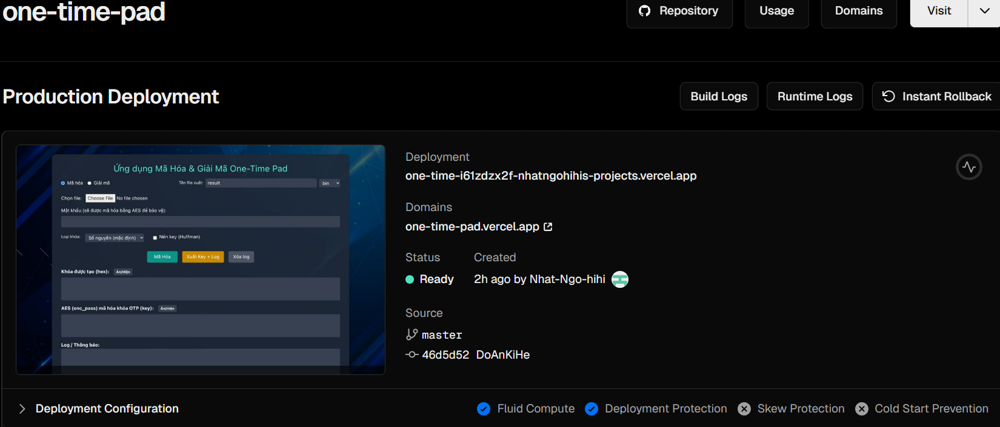 one-time-pad
Repository
Usage
Domains
Visit
Production Deployment
Build Logs
Runtime Logs
Instant Rollback
Ứng dụng Mã Hóa & Giải Mã One-Time Pad
Mã hóa Giải mã Tên file xuất: result bin
Chọn file: Choose File No file chosen
Mật khẩu (sẽ được mã hóa bằng AES để bảo vệ):
Loại khóa: Số nguyên (mặc định) Nén key (Huffman)
Mã Hóa Xuất Key + Log Xóa log
Khóa được tạo (hex): Ẩn/Hiện
AES (enc_pass) mã hóa khóa OTP (key): Ẩn/Hiện
Log / Thông báo:
Deployment
one-time-i61zdzx2f-nhatngohihis-projects.vercel.app
Domains
one-time-pad.vercel.app
Status Created
Ready 2h ago by Nhat-Ngo-hihi
Source
master
46d5d52 DoAnKiHe
Deployment Configuration
Fluid Compute
Deployment Protection
Skew Protection
Cold Start Prevention